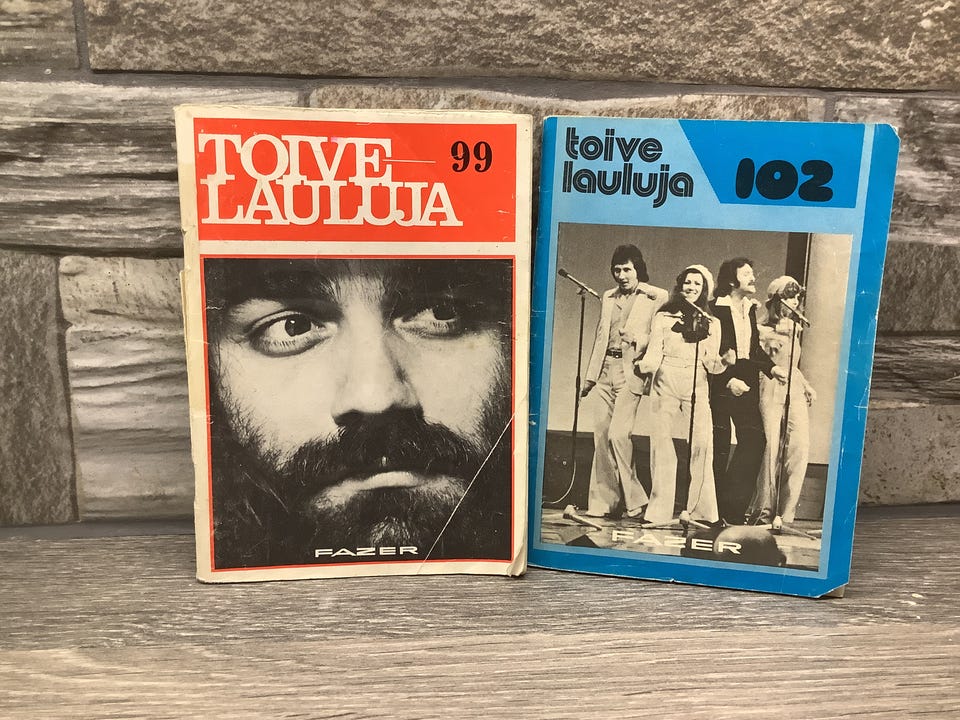 TOIVE
LAULUJA
99
FAZER
toive
lauluja
102
FAZER